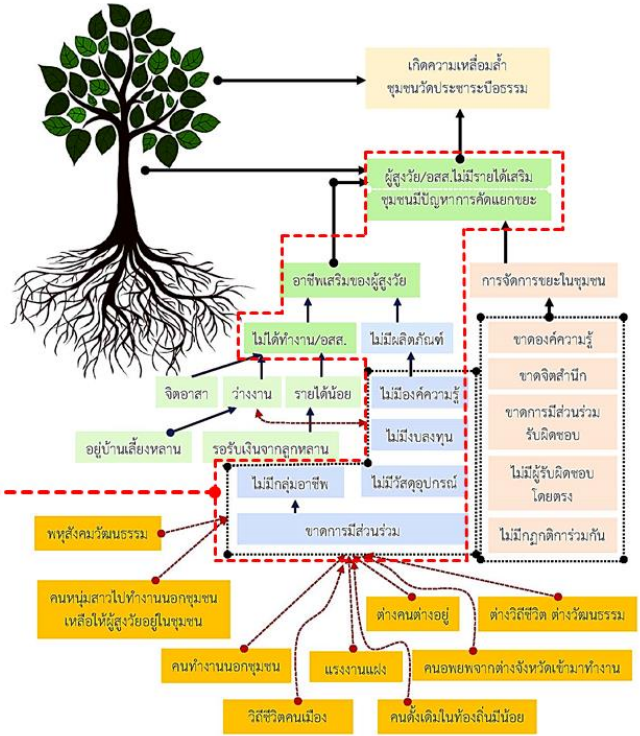 เกิดความเหลื่อมล้ำ
ชุมชนวัดประชาระบือธรรม
ผู้สูงวัย/อสส.ไม่มีรายได้เสริม
ชุมชนมีปัญหาการคัดแยกขยะ
อาชีพเสริมของผู้สูงวัย
การจัดการขยะในชุมชน
ไม่ได้ทำงาน/อสส.
ไม่มีผลิตภัณฑ์
ขาดองค์ความรู้
ขาดจิตสำนึก
ขาดการมีส่วนร่วม
รับผิดชอบ
ไม่มีผู้รับผิดชอบ
โดยตรง
ไม่มีกฎกติการ่วมกัน
จิตอาสา
ว่างงาน
รายได้น้อย
ไม่มีองค์ความรู้
อยู่บ้านเลี้ยงหลาน
รอรับเงินจากลูกหลาน
ไม่มีงบลงทุน
ไม่มีกลุ่มอาชีพ
ไม่มีวัสดุอุปกรณ์
ขาดการมีส่วนร่วม
พหุสังคมวัฒนธรรม
คนหนุ่มสาวไปทำงานนอกชุมชน
เหลือให้ผู้สูงวัยอยู่ในชุมชน
ต่างคนต่างอยู่
ต่างวิถีชีวิต ต่างวัฒนธรรม
คนทำงานนอกชุมชน
แรงงานแฝง
คนอพยพจากต่างจังหวัดเข้ามาทำงาน
วิถีชีวิตคนเมือง
คนดั้งเดิมในท้องถิ่นมีน้อย